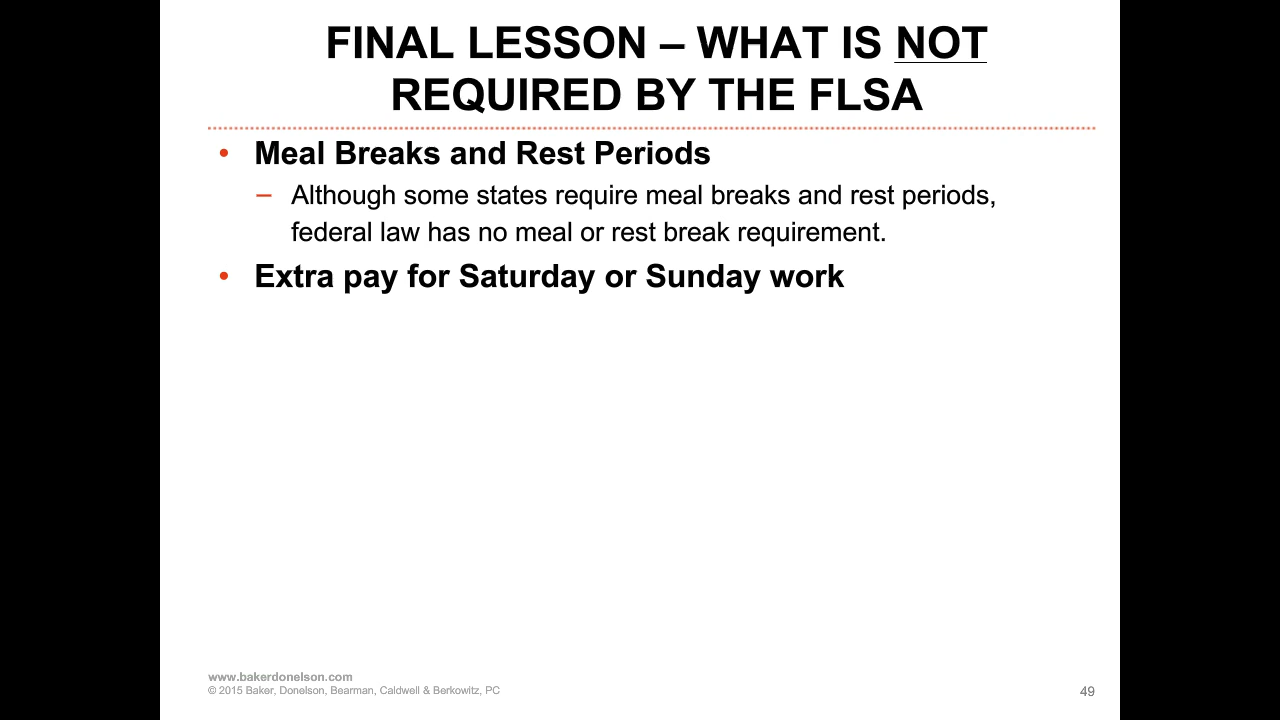 FINAL LESSON – WHAT IS NOT
REQUIRED BY THE FLSA
• Meal Breaks and Rest Periods
– Although some states require meal breaks and rest periods,
federal law has no meal or rest break requirement.
• Extra pay for Saturday or Sunday work
www.bakerdonelson.com
© 2015 Baker, Donelson, Bearman, Caldwell & Berkowitz, PC
49